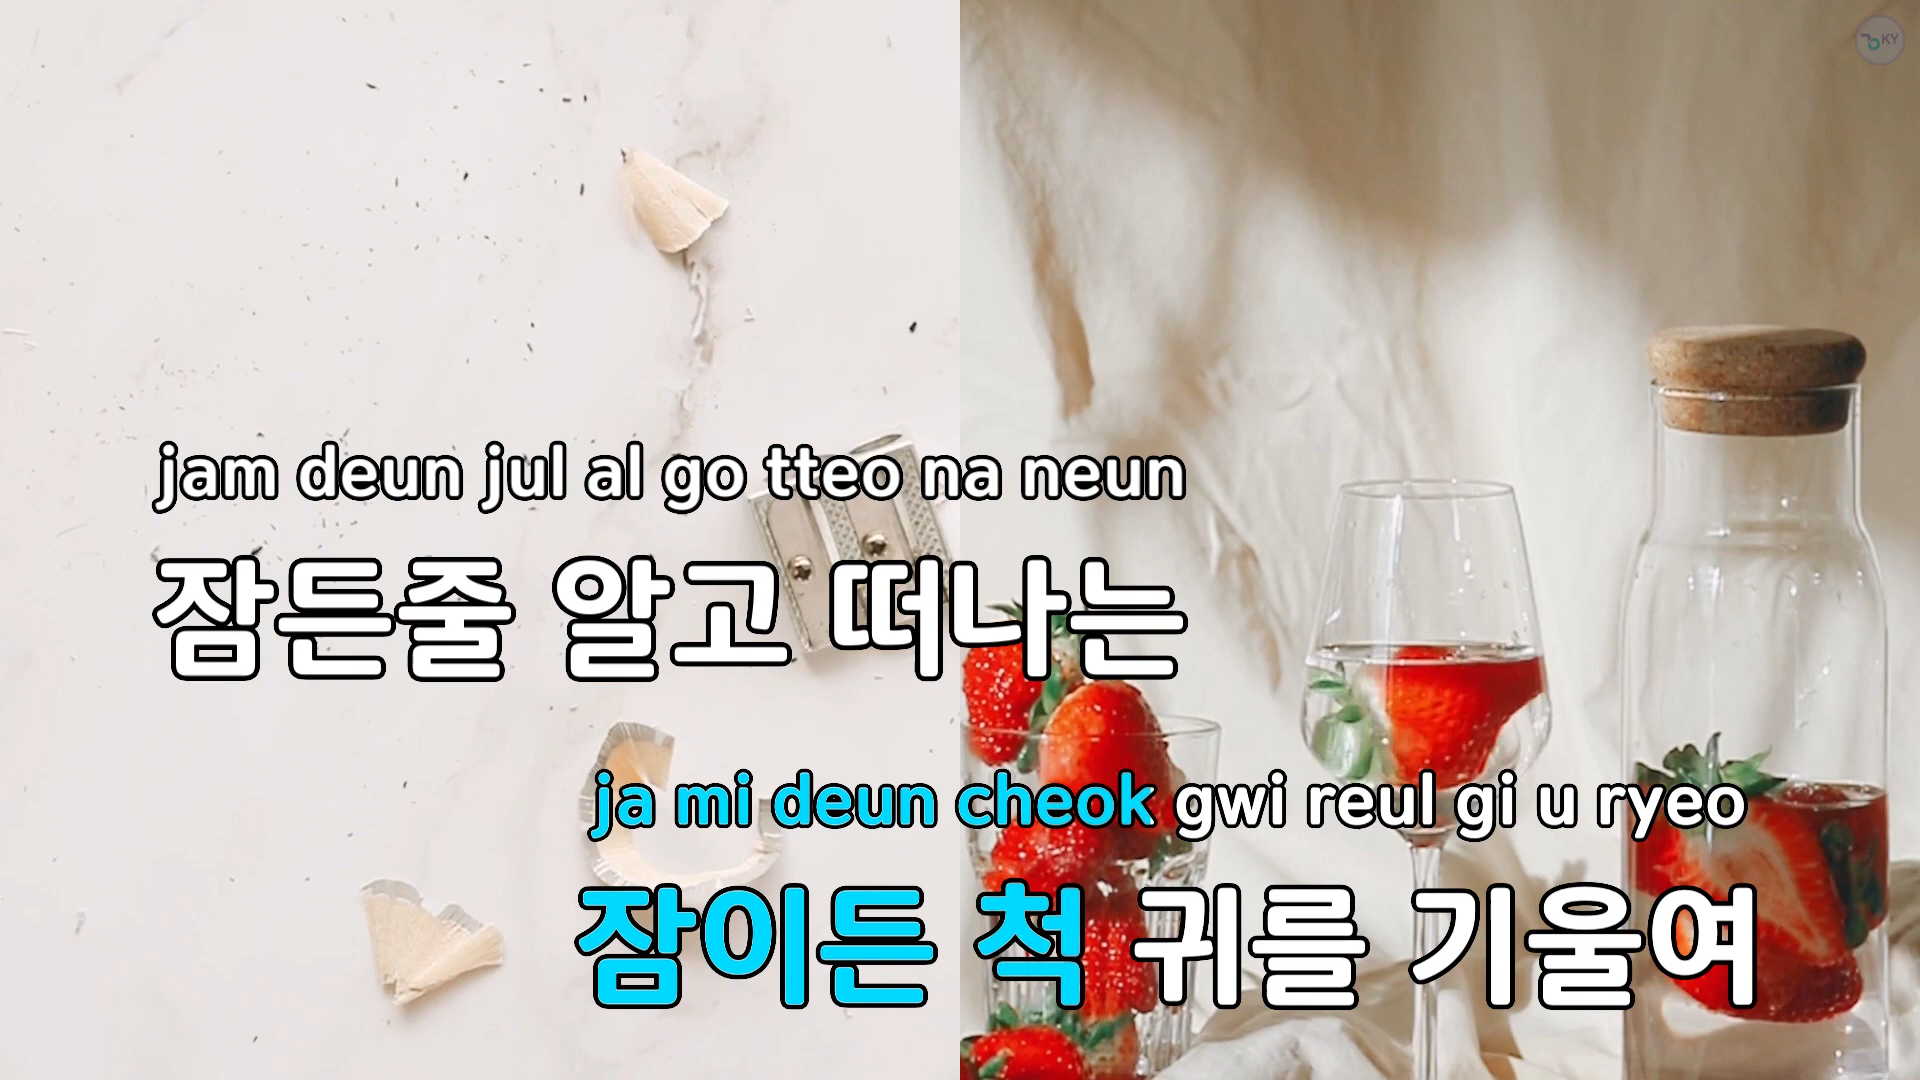 KY
jam deun jul al go tteo na neun
잠든줄 알고 떠나는
ja mi deun cheok gwi reul gi u ryeo
잠이든 척 귀를 기울여